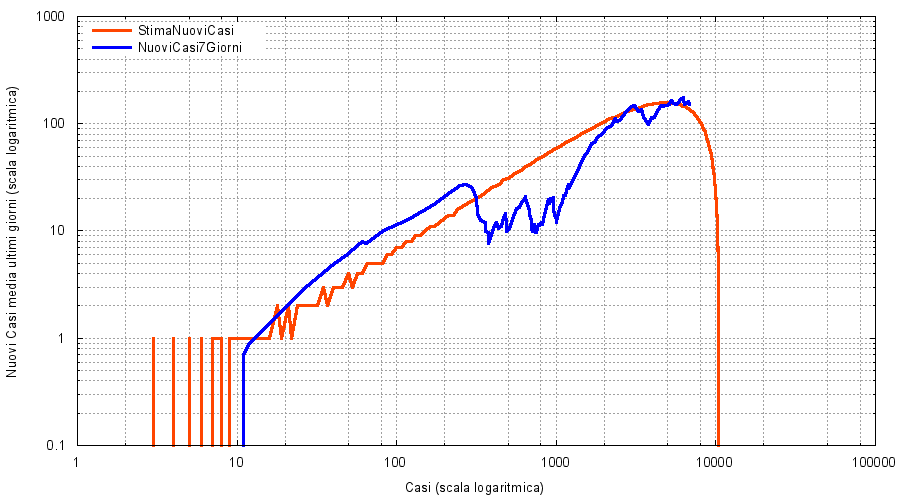 1000
StimaNuoviCasi
NuoviCasi7Giorni
100
10
1
0.1
Nuovi Casi media ultimi giorni (scala logaritmica)
1 10 100 1000 10000 100000
Casi (scala logaritmica)